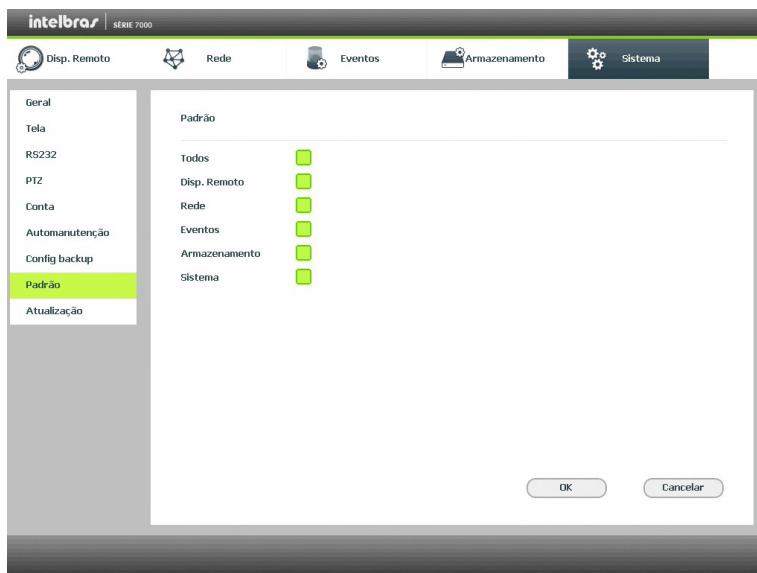 intelbras SÉRIE 7000
Disp. Remoto Rede Eventos Armazenamento Sistema
Geral
Tela
RS232
PTZ
Conta
Automanutenção
Config backup
Padrão
Atualização
Padrão
Todos
Disp. Remoto
Rede
Eventos
Armazenamento
Sistema
OK Cancelar